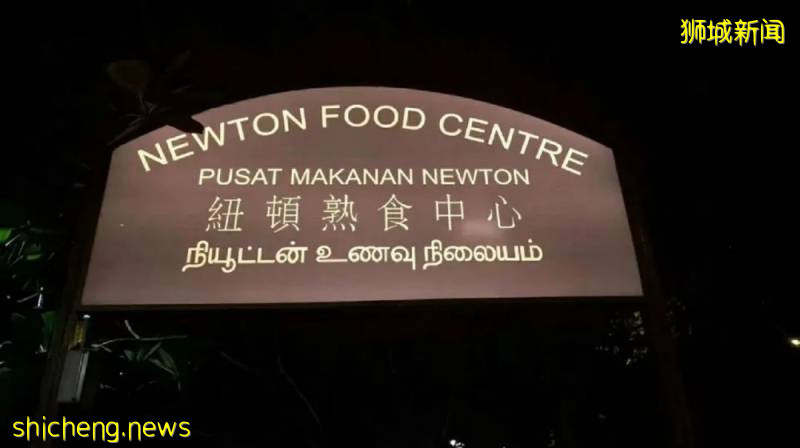 狮城新闻
NEWTON FOOD CENTRE
PUSAT MAKANAN NEWTON
紐頓熟食中心
நியூட்டன் உணவு நிலையம்
shicheng.news